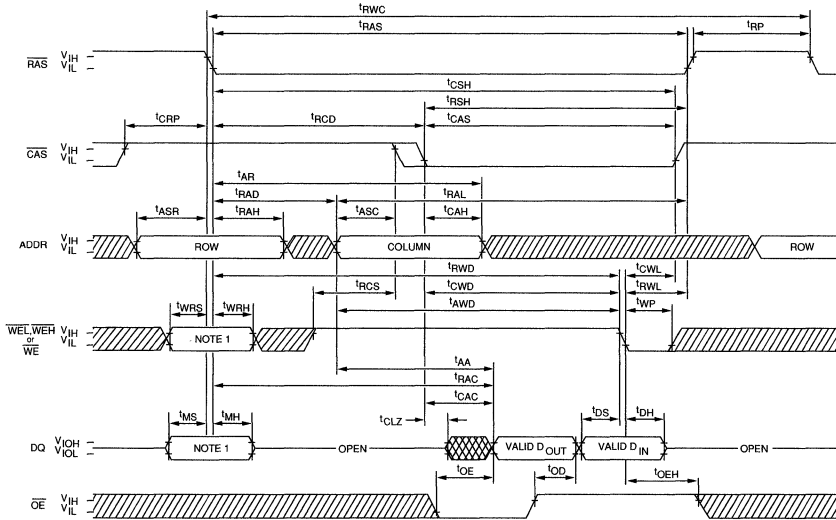 tRWC
tRAS
tRP
RAS VIH
VIL
tCSH
tRSH
tCRP
tRCD
tCAS
CAS VIH
VIL
tAR
tRAD
tRAL
tASR
tRAH
tASC
tCAH
ADDR VIH
VIL
ROW
COLUMN
ROW
tRWD
tCWL
tRCS
tCWD
tRWL
tWRS
tWRH
tAWD
tWP
WEL,WEH
or
WE
VIH
VIL
NOTE 1
tAA
tRAC
tCAC
tMS
tMH
tCLZ
tDS
tDH
DQ VIOH
VIOL
NOTE 1
OPEN
VALID DOUT
VALID DIN
OPEN
tOE
tOD
tOEH
OE VIH
VIL